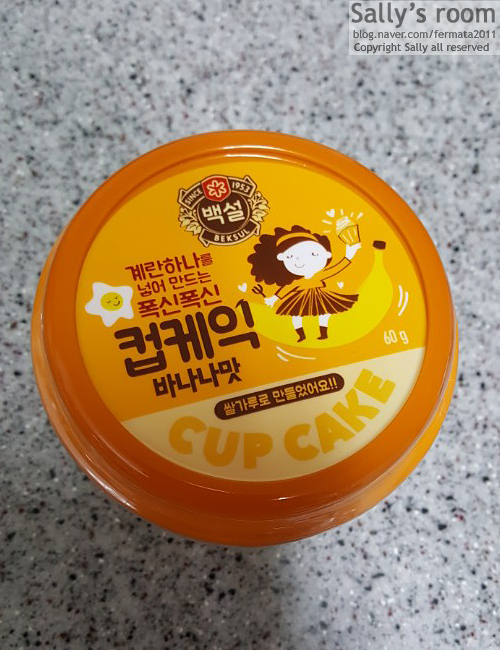 Sally's room
blog.naver.com/fermata2011
Copyright Sally all reserved
SINCE 1953
백설
BEKSUL
계란하나를
넣어 만드는
폭신폭신
컵케익
바나나맛
60 g
쌀가루로 만들었어요!!
CUP CAKE